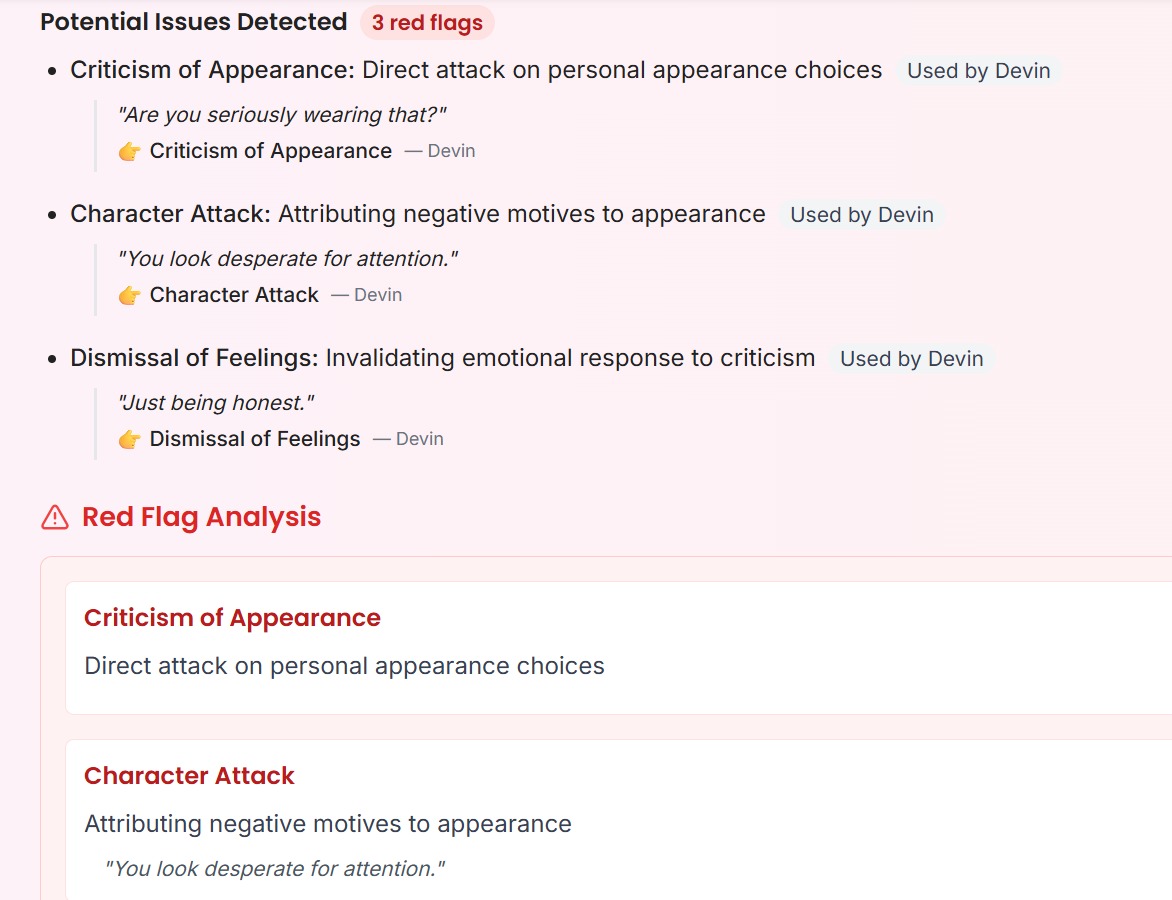 Potential Issues Detected 3 red flags
• Criticism of Appearance: Direct attack on personal appearance choices Used by Devin
"Are you seriously wearing that?"
👉 Criticism of Appearance — Devin
• Character Attack: Attributing negative motives to appearance Used by Devin
"You look desperate for attention."
👉 Character Attack — Devin
• Dismissal of Feelings: Invalidating emotional response to criticism Used by Devin
"Just being honest."
👉 Dismissal of Feelings — Devin
Red Flag Analysis
Criticism of Appearance
Direct attack on personal appearance choices
Character Attack
Attributing negative motives to appearance
"You look desperate for attention."